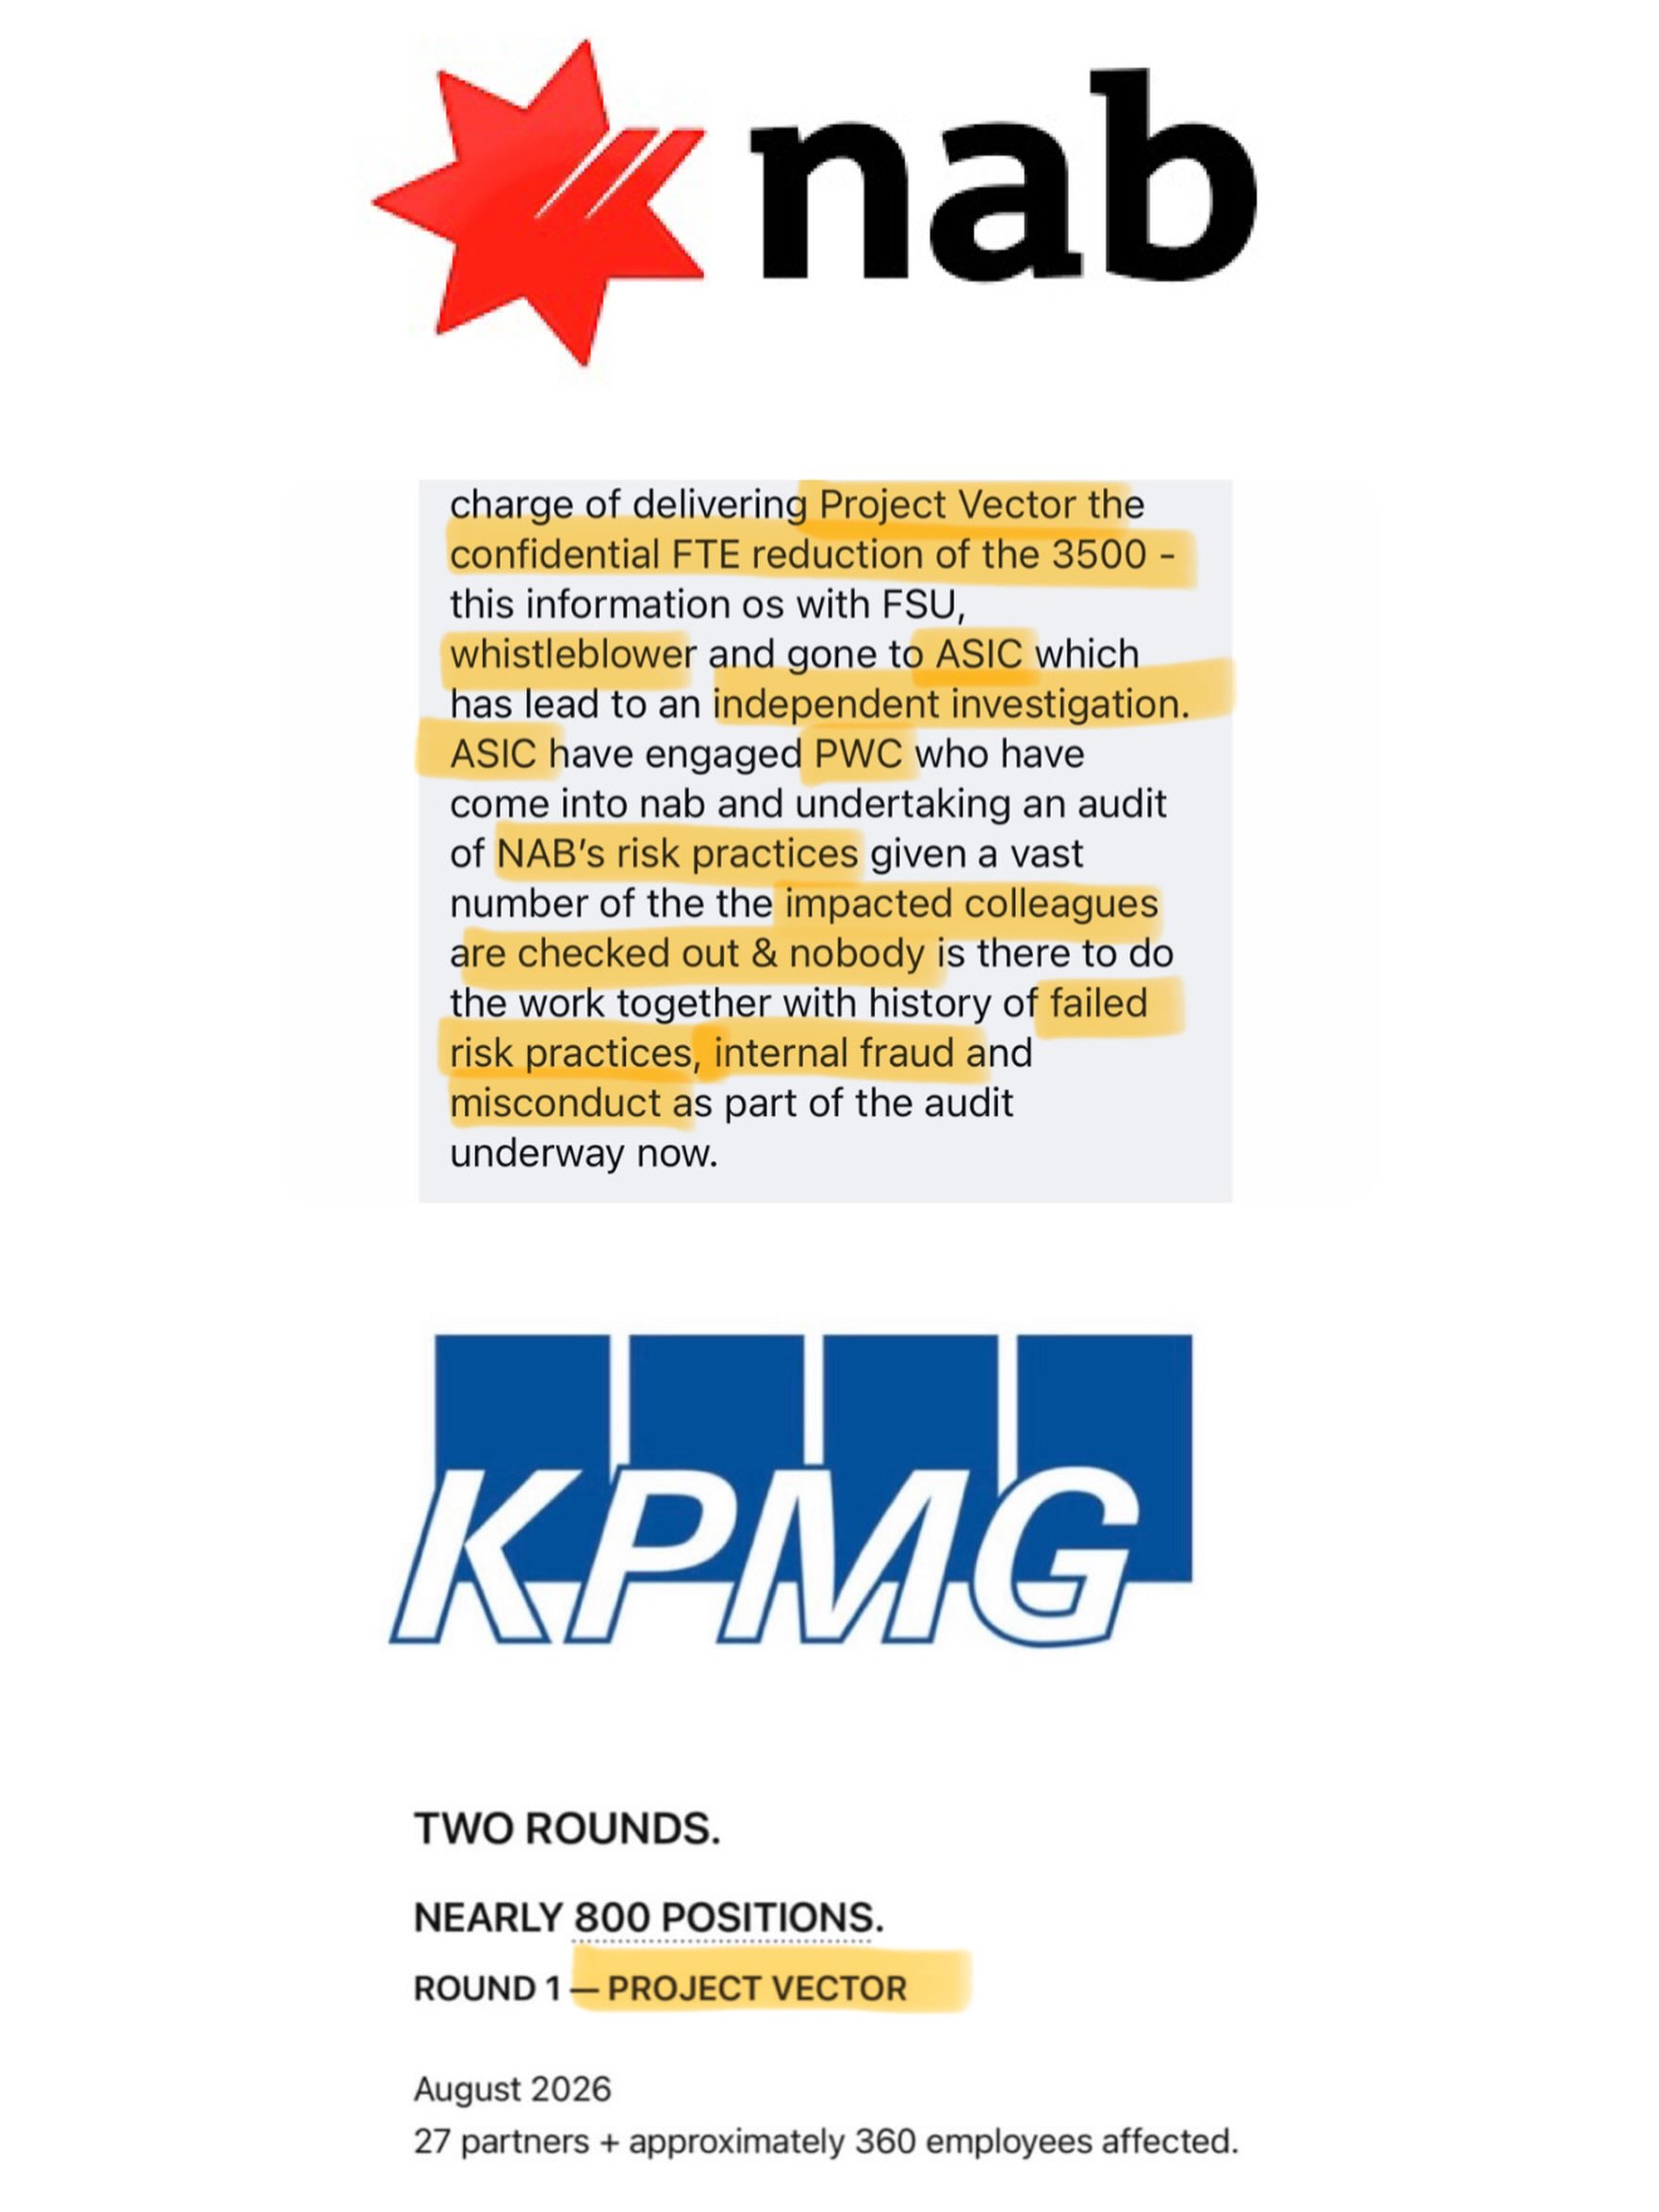 nab
charge of delivering Project Vector the
confidential FTE reduction of the 3500 -
this information os with FSU,
whistleblower and gone to ASIC which
has lead to an independent investigation.
ASIC have engaged PWC who have
come into nab and undertaking an audit
of NAB's risk practices given a vast
number of the the impacted colleagues
are checked out & nobody is there to do
the work together with history of failed
risk practices, internal fraud and
misconduct as part of the audit
underway now.
KPMG
TWO ROUNDS.
NEARLY 800 POSITIONS.
ROUND 1 — PROJECT VECTOR
August 2026
27 partners + approximately 360 employees affected.